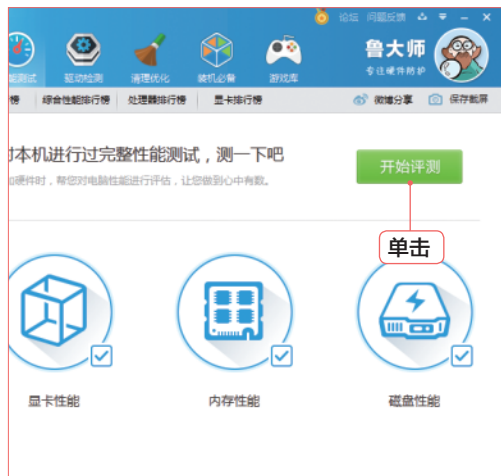 论坛 问题反馈
能测试 驱动检测 清理优化 装机必备 游戏库 鲁大师
专注硬件防护
榜 综合性能排行榜 处理器排行榜 显卡排行榜 微博分享 保存截屏
本机进行过完整性能测试，测一下吧
硬件时，帮您对电脑性能进行评估，让您做到心中有数。
开始评测
单击
显卡性能 内存性能 磁盘性能